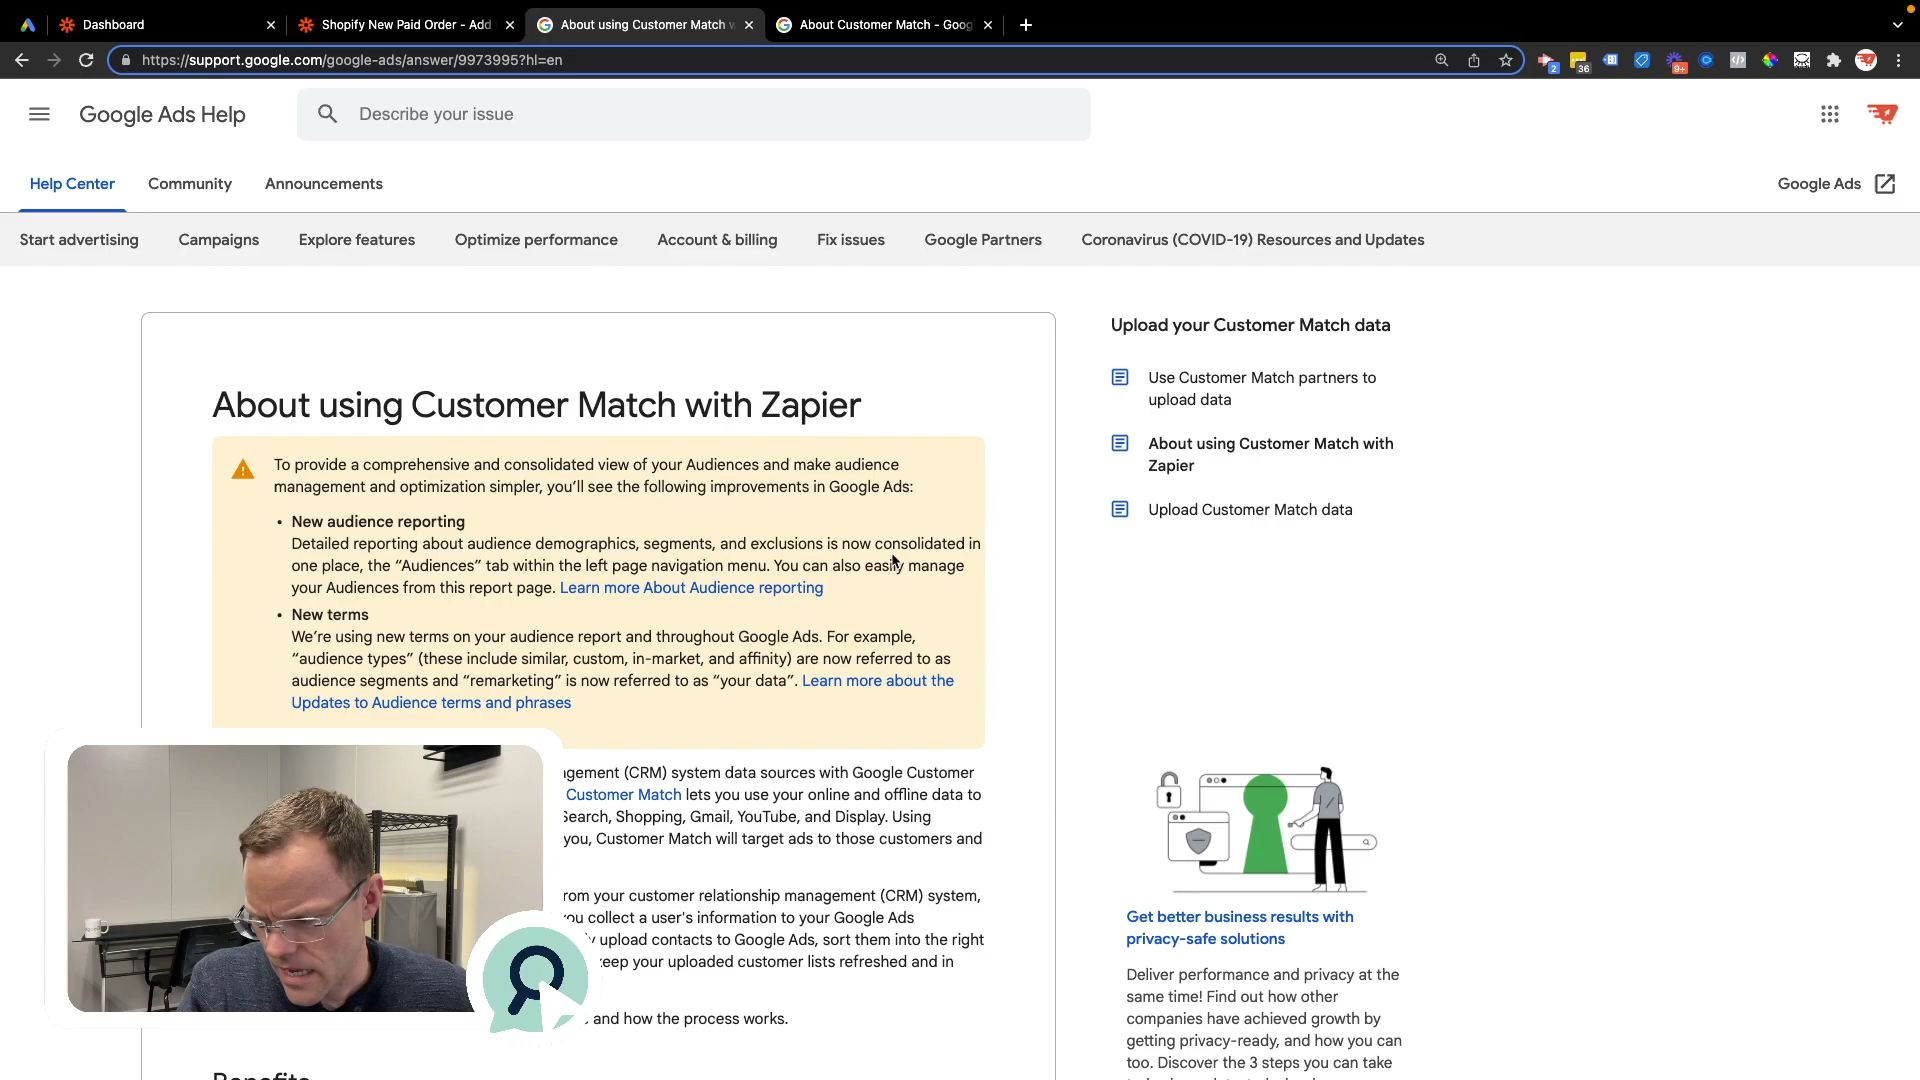 Dashboard
Shopify New Paid Order - Add
About using Customer Match w
About Customer Match - Goog
https://support.google.com/google-ads/answer/9973995?hl=en
2
36
9+
Google Ads Help
Describe your issue
Help Center
Community
Announcements
Google Ads
Start advertising
Campaigns
Explore features
Optimize performance
Account & billing
Fix issues
Google Partners
Coronavirus (COVID-19) Resources and Updates
About using Customer Match with Zapier
To provide a comprehensive and consolidated view of your Audiences and make audience
management and optimization simpler, you’ll see the following improvements in Google Ads:
• New audience reporting
Detailed reporting about audience demographics, segments, and exclusions is now consolidated in
one place, the “Audiences” tab within the left page navigation menu. You can also easily manage
your Audiences from this report page. Learn more About Audience reporting
• New terms
We’re using new terms on your audience report and throughout Google Ads. For example,
“audience types” (these include similar, custom, in-market, and affinity) are now referred to as
audience segments and “remarketing” is now referred to as “your data”. Learn more about the
Updates to Audience terms and phrases
(CRM) system data sources with Google Customer
Customer Match lets you use your online and offline data to
Search, Shopping, Gmail, YouTube, and Display. Using
you, Customer Match will target ads to those customers and
from your customer relationship management (CRM) system,
you collect a user's information to your Google Ads
upload contacts to Google Ads, sort them into the right
keep your uploaded customer lists refreshed and in
and how the process works.
Benefits
Upload your Customer Match data
Use Customer Match partners to
upload data
About using Customer Match with
Zapier
Upload Customer Match data
Get better business results with
privacy-safe solutions
Deliver performance and privacy at the
same time! Find out how other
companies have achieved growth by
getting privacy-ready, and how you can
too. Discover the 3 steps you can take